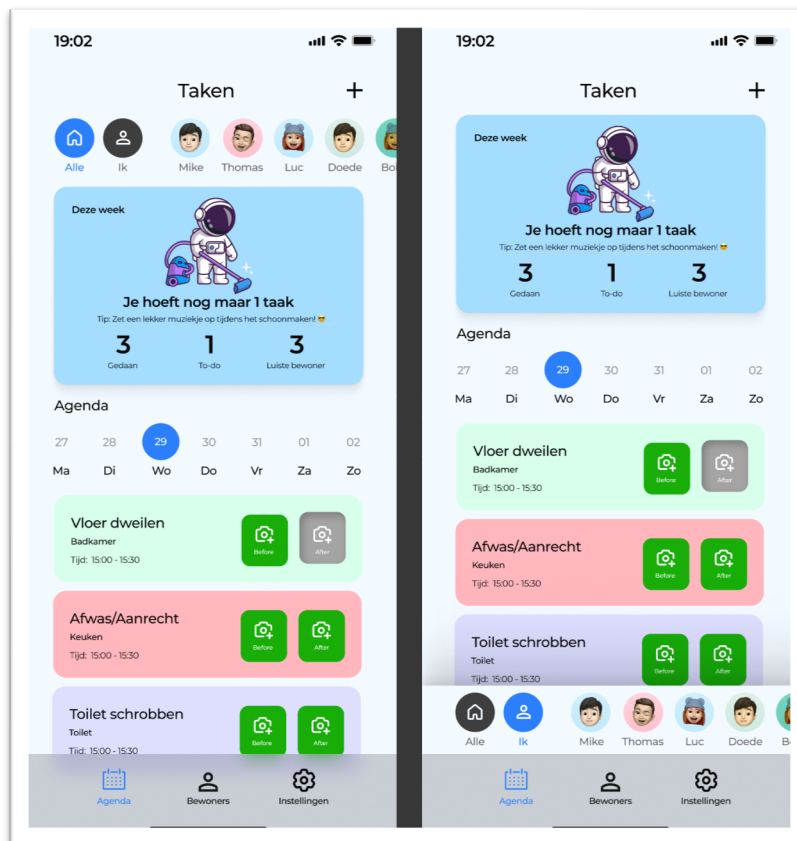 19:02
Taken
+
Alle Ik Mike Thomas Luc Doede
Deze week
Je hoeft nog maar 1 taak
Tip: Zet een lekker muziekje op tijdens het schoonmaken! 😎
3 1 3
Gedaan To-do Luiste bewoner
Agenda
27 28 29 30 31 01 02
Ma Di Wo Do Vr Za Zo
Vloer dweilen
Badkamer
Tijd: 15:00 - 15:30
Before After
Afwas/Aanrecht
Keuken
Tijd: 15:00 - 15:30
Before After
Toilet schrobben
Toilet
Tijd: 15:00 - 15:30
Before After
Agenda Bewoners Instellingen
19:02
Taken
+
Deze week
Je hoeft nog maar 1 taak
Tip: Zet een lekker muziekje op tijdens het schoonmaken! 😎
3 1 3
Gedaan To-do Luiste bewoner
Agenda
27 28 29 30 31 01 02
Ma Di Wo Do Vr Za Zo
Vloer dweilen
Badkamer
Tijd: 15:00 - 15:30
Before After
Afwas/Aanrecht
Keuken
Tijd: 15:00 - 15:30
Before After
Toilet schrobben
Toilet
Tijd: 15:00 - 15:30
Before After
Alle Ik Mike Thomas Luc Doede
Agenda Bewoners Instellingen